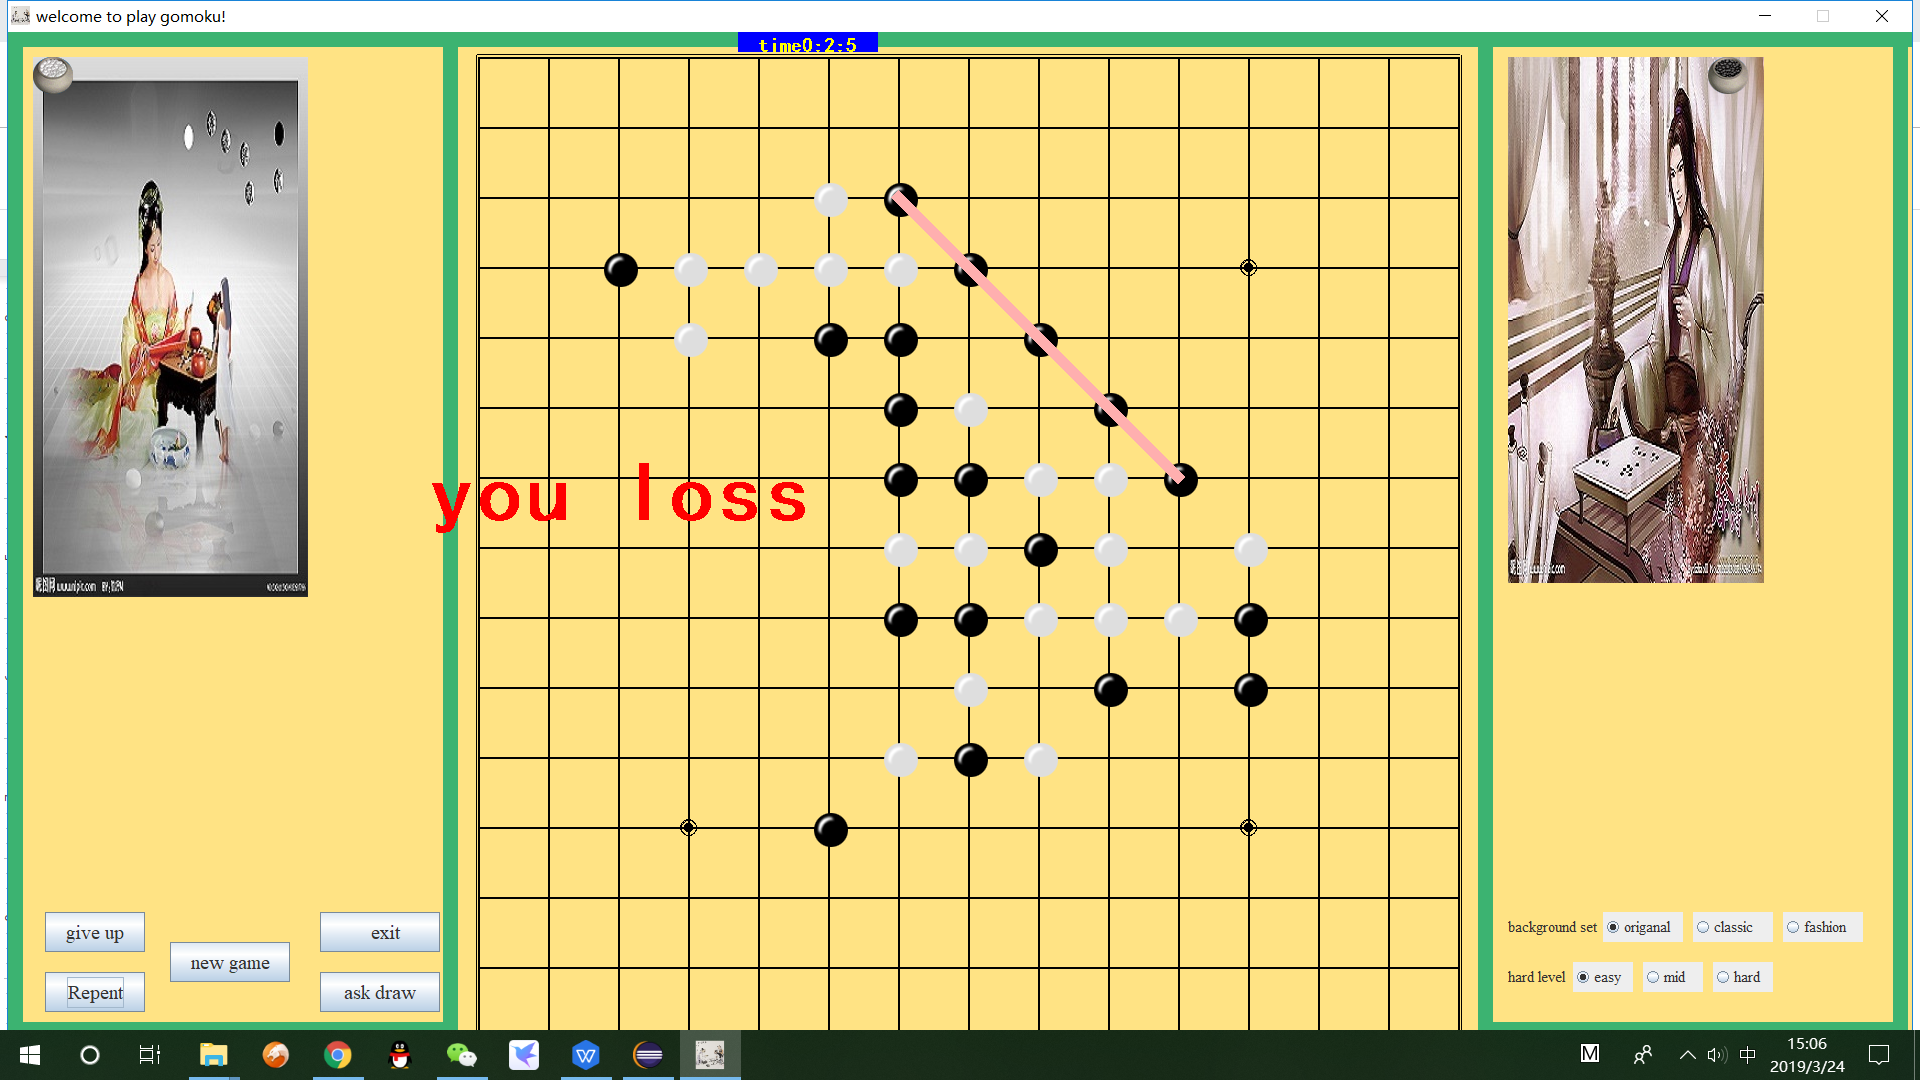 welcome to play gomoku!
time0:2:5
you loss
give up
exit
new game
Repent
ask draw
background set
origanal
classic
fashion
hard level
easy
mid
hard
M
中
15:06
2019/3/24